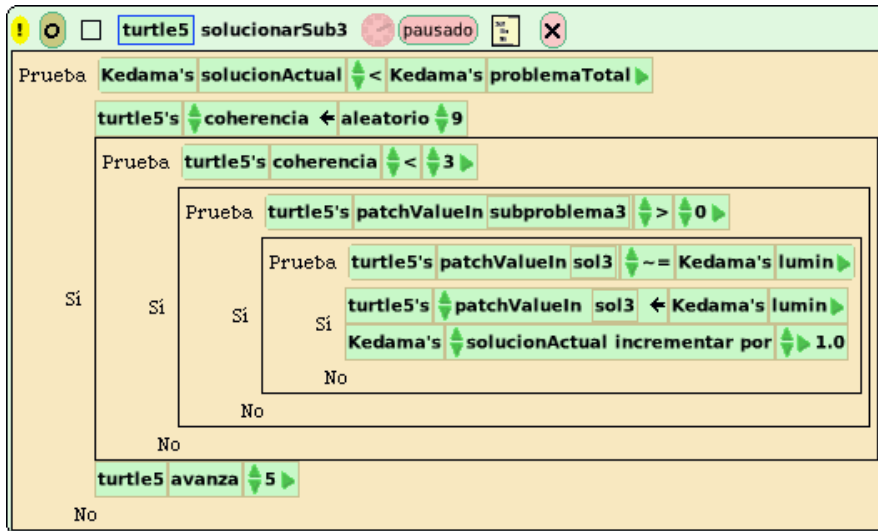 ! turtle5 solucionarSub3 pausado
Prueba Kedama's solucionActual < Kedama's problemaTotal
turtle5's coherencia ← aleatorio 9
Prueba turtle5's coherencia < 3
Prueba turtle5's patchValueIn subproblema3 > 0
Prueba turtle5's patchValueIn sol3 ~= Kedama's lumin
Sí Sí Sí Sí turtle5's patchValueIn sol3 ← Kedama's lumin
Kedama's solucionActual incrementar por 1.0
No
No
No
turtle5 avanza 5
No